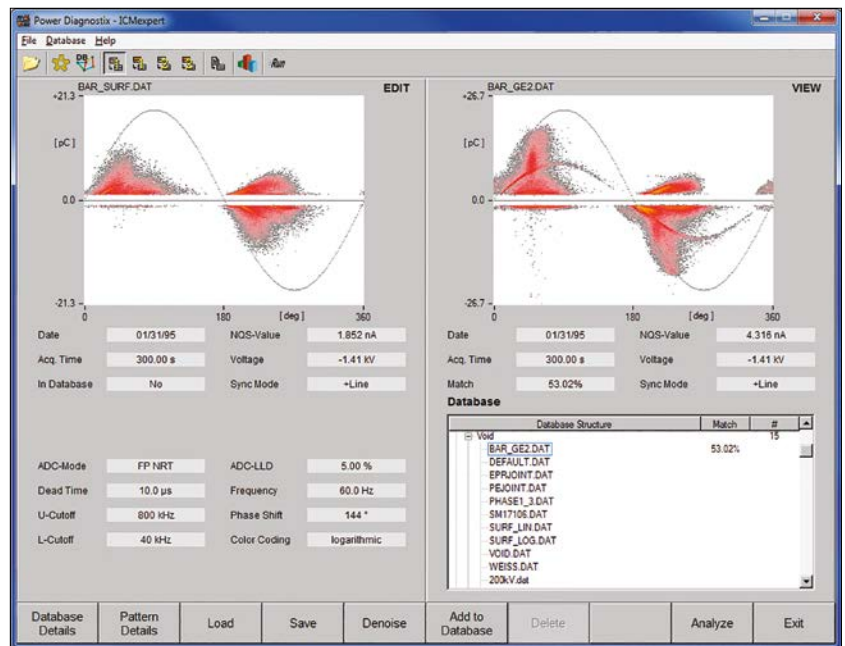 Power Diagnostix - ICMexpert
File Database Help
Run
BAR_SURF.DAT EDIT
+21.3
[pC]
0.0
-21.3
0 180 [deg] 360
Date 01/31/95 NQS-Value 1.852 nA
Acq. Time 300.00 s Voltage -1.41 kV
In Database No Sync Mode +Line
ADC-Mode FP NRT ADC-LLD 5.00 %
Dead Time 10.0 µs Frequency 60.0 Hz
U-Cutoff 800 kHz Phase Shift 144 °
L-Cutoff 40 kHz Color Coding logarithmic
BAR_GE2.DAT VIEW
+26.7
[pC]
0.0
-26.7
0 180 [deg] 360
Date 01/31/95 NQS-Value 4.316 nA
Acq. Time 300.00 s Voltage -1.41 kV
Match 53.02% Sync Mode +Line
Database
Database Structure Match #
Void 15
BAR_GE2.DAT 53.02%
DEFAULT.DAT
EPRJOINT.DAT
PEJOINT.DAT
PHASE1_3.DAT
SM17106.DAT
SURF_LIN.DAT
SURF_LOG.DAT
VOID.DAT
WEISS.DAT
200kV.dat
Database Details Pattern Details Load Save Denoise Add to Database Delete Analyze Exit